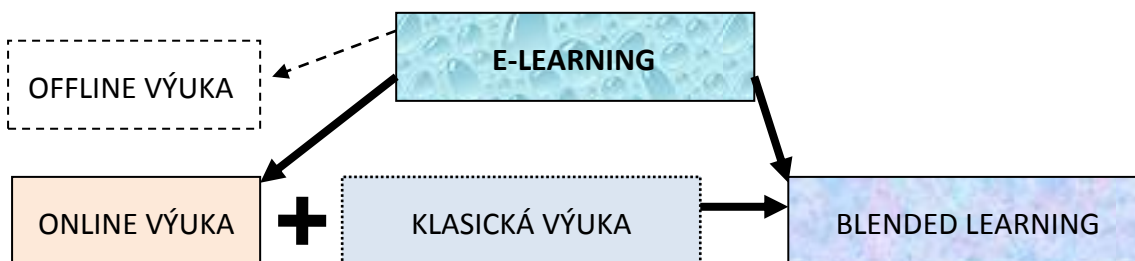 E-LEARNING
OFFLINE VÝUKA
ONLINE VÝUKA + KLASICKÁ VÝUKA BLENDED LEARNING